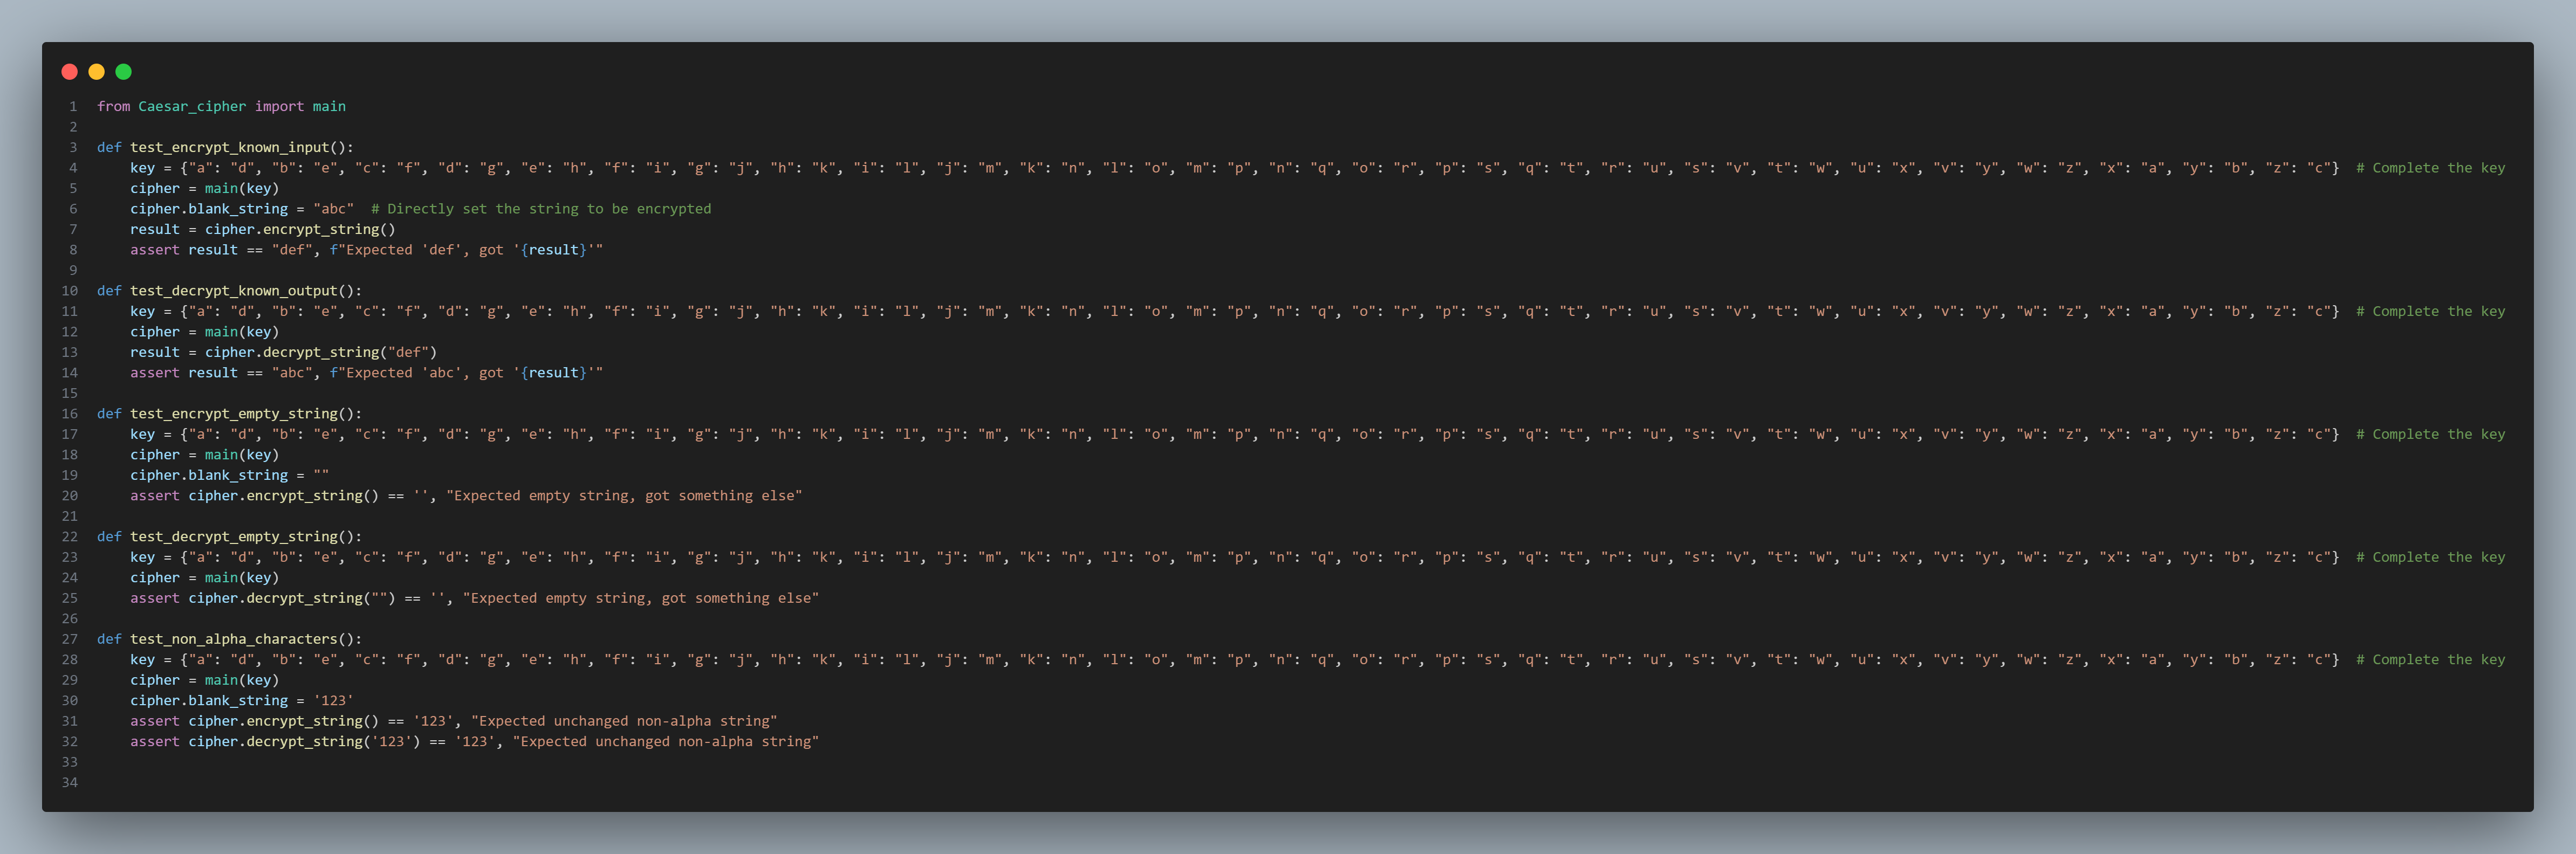 1 from Caesar_cipher import main
2
3 def test_encrypt_known_input():
4     key = {"a": "d", "b": "e", "c": "f", "d": "g", "e": "h", "f": "i", "g": "j", "h": "k", "i": "l", "j": "m", "k": "n", "l": "o", "m": "p", "n": "q", "o": "r", "p": "s", "q": "t", "r": "u", "s": "v", "t": "w", "u": "x", "v": "y", "w": "z", "x": "a", "y": "b", "z": "c"}  # Complete the key
5     cipher = main(key)
6     cipher.blank_string = "abc"  # Directly set the string to be encrypted
7     result = cipher.encrypt_string()
8     assert result == "def", f"Expected 'def', got '{result}'"
9
10 def test_decrypt_known_output():
11     key = {"a": "d", "b": "e", "c": "f", "d": "g", "e": "h", "f": "i", "g": "j", "h": "k", "i": "l", "j": "m", "k": "n", "l": "o", "m": "p", "n": "q", "o": "r", "p": "s", "q": "t", "r": "u", "s": "v", "t": "w", "u": "x", "v": "y", "w": "z", "x": "a", "y": "b", "z": "c"}  # Complete the key
12     cipher = main(key)
13     result = cipher.decrypt_string("def")
14     assert result == "abc", f"Expected 'abc', got '{result}'"
15
16 def test_encrypt_empty_string():
17     key = {"a": "d", "b": "e", "c": "f", "d": "g", "e": "h", "f": "i", "g": "j", "h": "k", "i": "l", "j": "m", "k": "n", "l": "o", "m": "p", "n": "q", "o": "r", "p": "s", "q": "t", "r": "u", "s": "v", "t": "w", "u": "x", "v": "y", "w": "z", "x": "a", "y": "b", "z": "c"}  # Complete the key
18     cipher = main(key)
19     cipher.blank_string = ""
20     assert cipher.encrypt_string() == '', "Expected empty string, got something else"
21
22 def test_decrypt_empty_string():
23     key = {"a": "d", "b": "e", "c": "f", "d": "g", "e": "h", "f": "i", "g": "j", "h": "k", "i": "l", "j": "m", "k": "n", "l": "o", "m": "p", "n": "q", "o": "r", "p": "s", "q": "t", "r": "u", "s": "v", "t": "w", "u": "x", "v": "y", "w": "z", "x": "a", "y": "b", "z": "c"}  # Complete the key
24     cipher = main(key)
25     assert cipher.decrypt_string("") == '', "Expected empty string, got something else"
26
27 def test_non_alpha_characters():
28     key = {"a": "d", "b": "e", "c": "f", "d": "g", "e": "h", "f": "i", "g": "j", "h": "k", "i": "l", "j": "m", "k": "n", "l": "o", "m": "p", "n": "q", "o": "r", "p": "s", "q": "t", "r": "u", "s": "v", "t": "w", "u": "x", "v": "y", "w": "z", "x": "a", "y": "b", "z": "c"}  # Complete the key
29     cipher = main(key)
30     cipher.blank_string = '123'
31     assert cipher.encrypt_string() == '123', "Expected unchanged non-alpha string"
32     assert cipher.decrypt_string('123') == '123', "Expected unchanged non-alpha string"
33
34